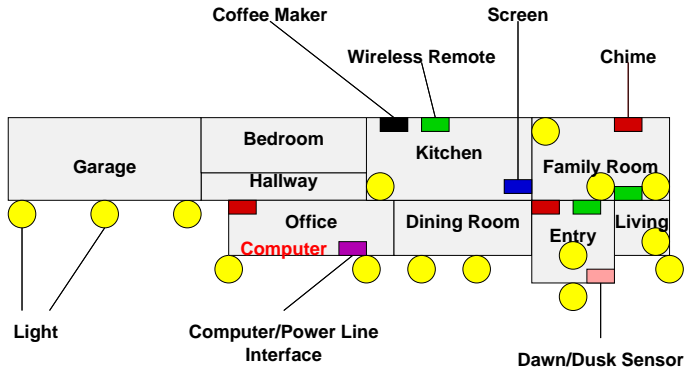 Coffee Maker
Screen
Wireless Remote
Chime
Bedroom
Garage
Kitchen
Family Room
Hallway
Office
Dining Room
Living
Entry
Computer
Light
Computer/Power Line
Interface
Dawn/Dusk Sensor